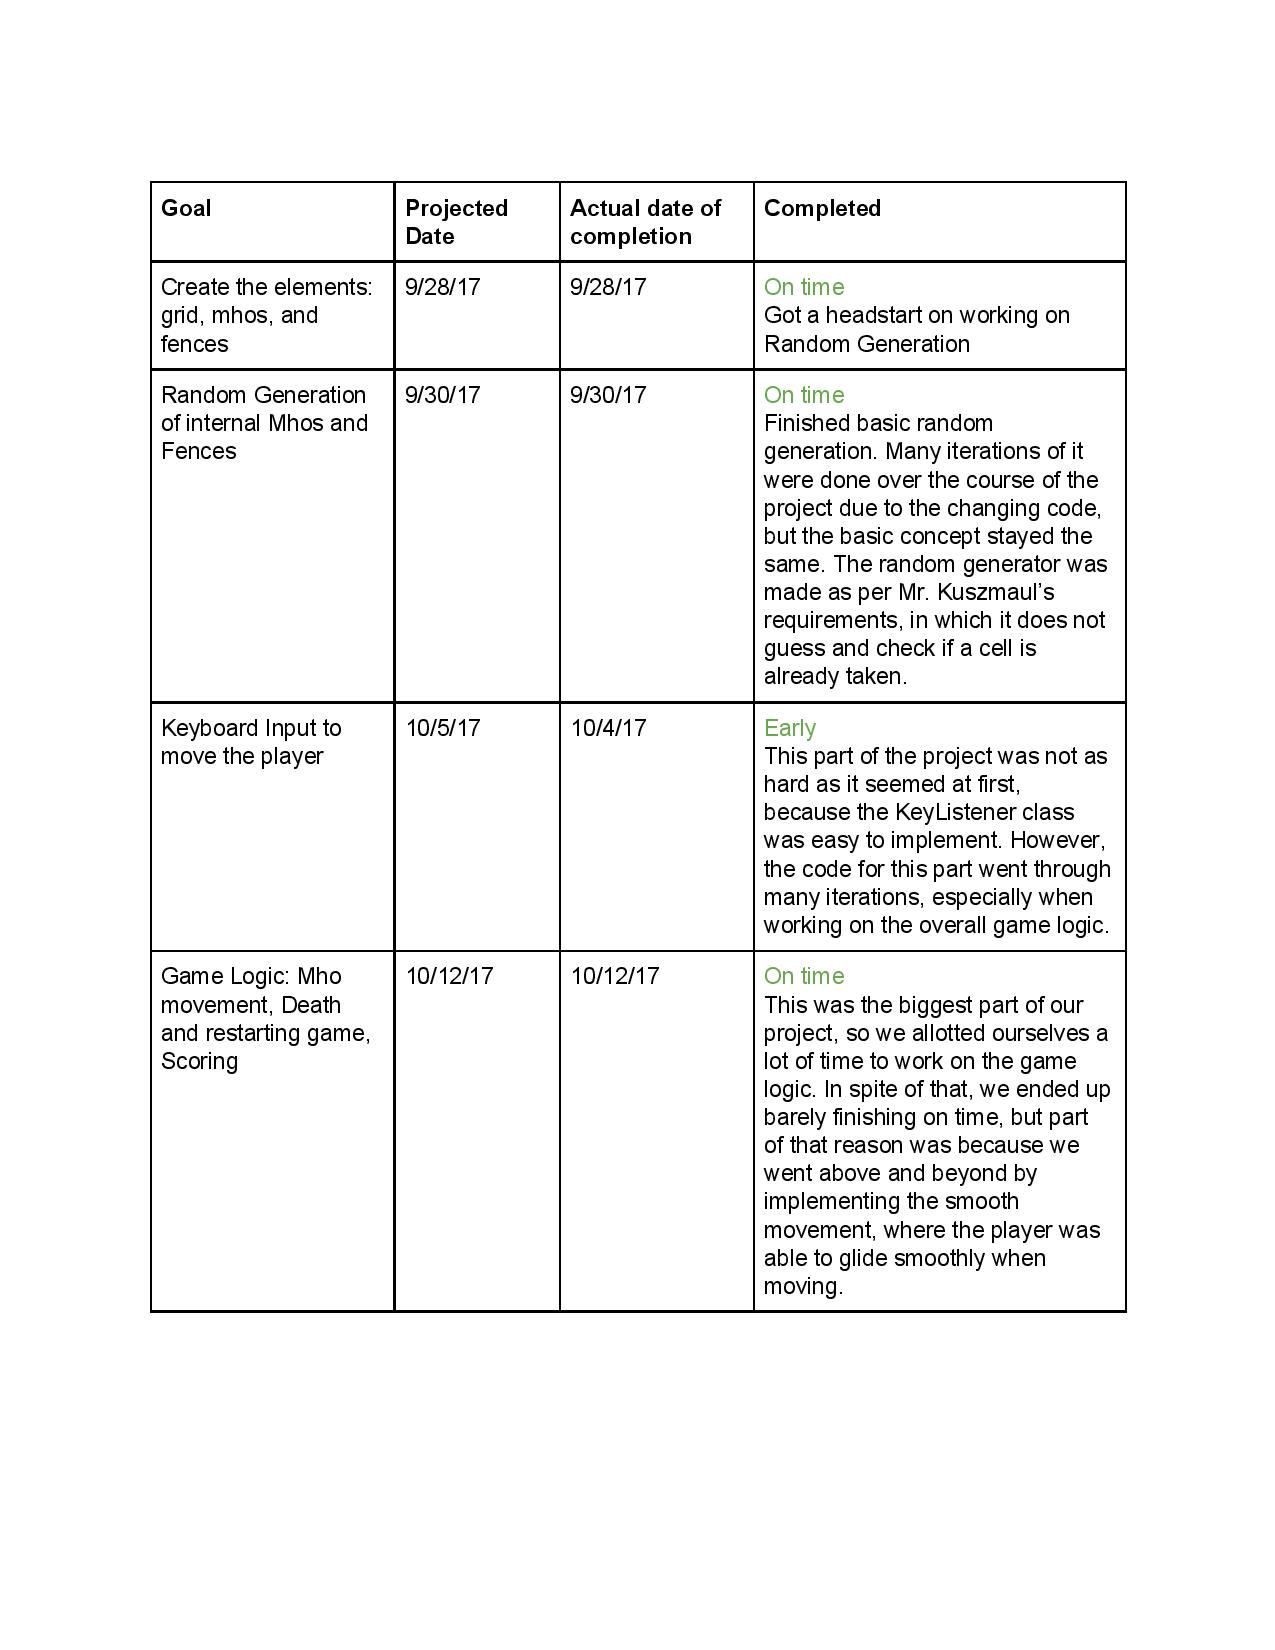 Goal
Projected
Date
Actual date of
completion
Completed
Create the elements:
grid, mhos, and
fences
9/28/17
9/28/17
On time
Got a headstart on working on
Random Generation
Random Generation
of internal Mhos and
Fences
9/30/17
9/30/17
On time
Finished basic random
generation. Many iterations of it
were done over the course of the
project due to the changing code,
but the basic concept stayed the
same. The random generator was
made as per Mr. Kuszmaul’s
requirements, in which it does not
guess and check if a cell is
already taken.
Keyboard Input to
move the player
10/5/17
10/4/17
Early
This part of the project was not as
hard as it seemed at first,
because the KeyListener class
was easy to implement. However,
the code for this part went through
many iterations, especially when
working on the overall game logic.
Game Logic: Mho
movement, Death
and restarting game,
Scoring
10/12/17
10/12/17
On time
This was the biggest part of our
project, so we allotted ourselves a
lot of time to work on the game
logic. In spite of that, we ended up
barely finishing on time, but part
of that reason was because we
went above and beyond by
implementing the smooth
movement, where the player was
able to glide smoothly when
moving.